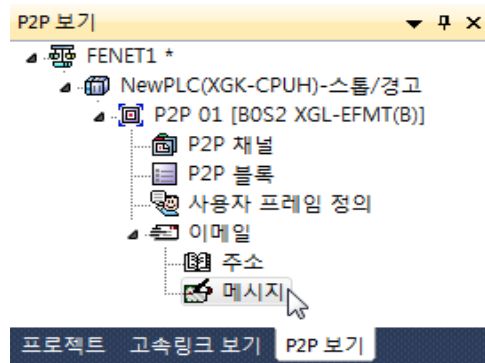 P2P 보기
FENET1 *
NewPLC(XGK-CPUH)-스톱/경고
P2P 01 [B0S2 XGL-EFMT(B)]
P2P 채널
P2P 블록
사용자 프레임 정의
이메일
주소
메시지
프로젝트 고속링크 보기 P2P 보기